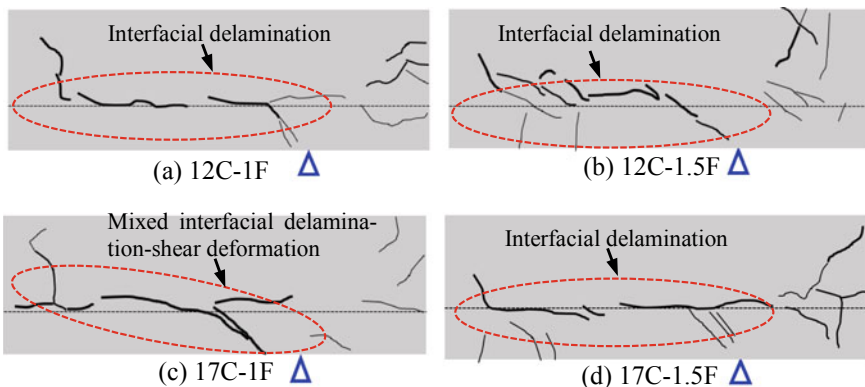 Interfacial delamination
(a) 12C-1F
Interfacial delamination
(b) 12C-1.5F
Mixed interfacial delamina-
tion-shear deformation
(c) 17C-1F
Interfacial delamination
(d) 17C-1.5F